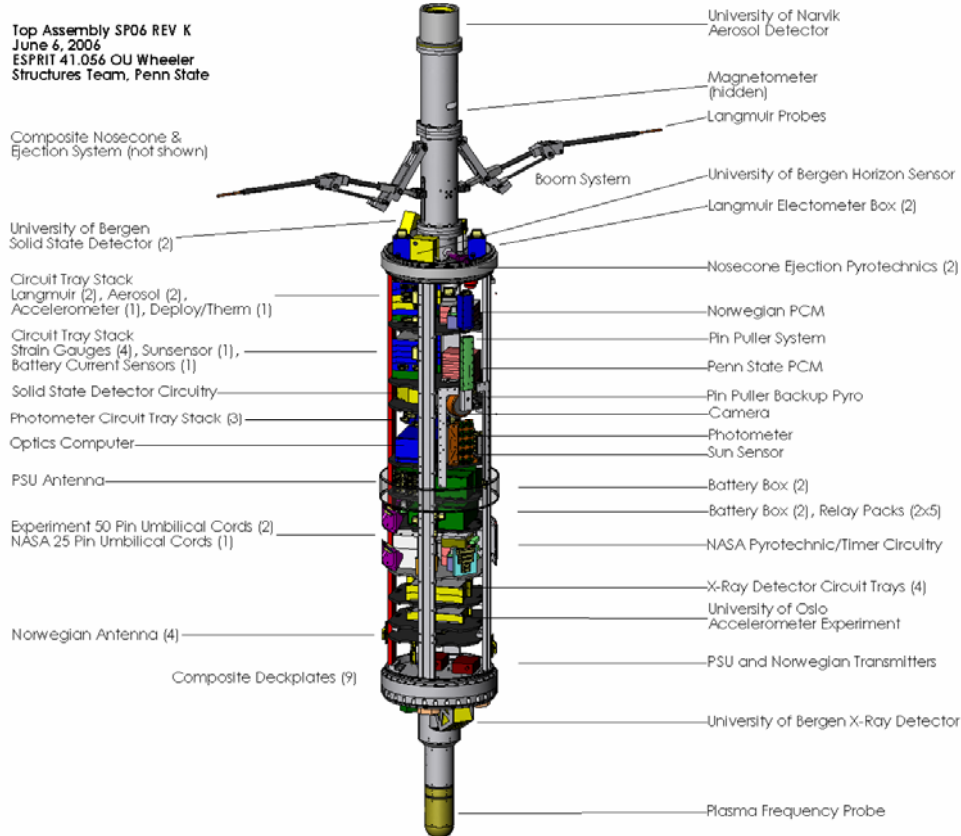 Top Assembly SP06 REV K
June 6, 2006
ESPRIT 41.056 OU Wheeler
Structures Team, Penn State
Composite Nosecone &
Ejection System (not shown)
University of Bergen
Solid State Detector (2)
Circuit Tray Stack
Langmuir (2), Aerosol (2),
Accelerometer (1), Deploy/Therm (1)
Circuit Tray Stack
Strain Gauges (4), Sunsensor (1),
Battery Current Sensors (1)
Solid State Detector Circuitry
Photometer Circuit Tray Stack (3)
Optics Computer
PSU Antenna
Experiment 50 Pin Umbilical Cords (2)
NASA 25 Pin Umbilical Cords (1)
Norwegian Antenna (4)
Composite Deckplates (9)
University of Narvik
Aerosol Detector
Magnetometer
(hidden)
Langmuir Probes
Boom System
University of Bergen Horizon Sensor
Langmuir Electometer Box (2)
Nosecone Ejection Pyrotechnics (2)
Norwegian PCM
Pin Puller System
Penn State PCM
Pin Puller Backup Pyro
Camera
Photometer
Sun Sensor
Battery Box (2)
Battery Box (2), Relay Packs (2x5)
NASA Pyrotechnic/Timer Circuitry
X-Ray Detector Circuit Trays (4)
University of Oslo
Accelerometer Experiment
PSU and Norwegian Transmitters
University of Bergen X-Ray Detector
Plasma Frequency Probe